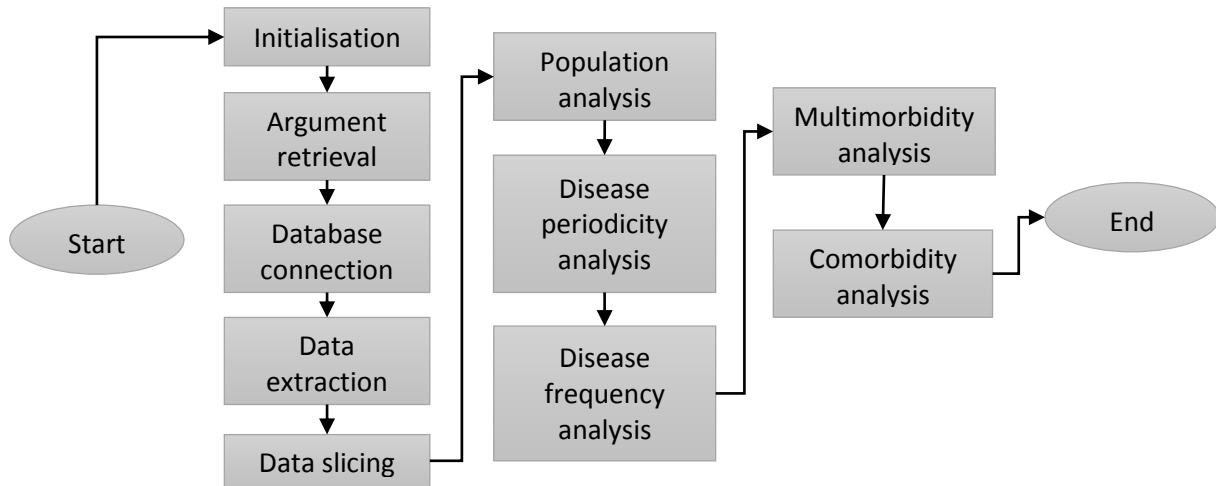 Start
Initialisation
Argument
retrieval
Database
connection
Data
extraction
Data slicing
Population
analysis
Disease
periodicity
analysis
Disease
frequency
analysis
Multimorbidity
analysis
Comorbidity
analysis
End